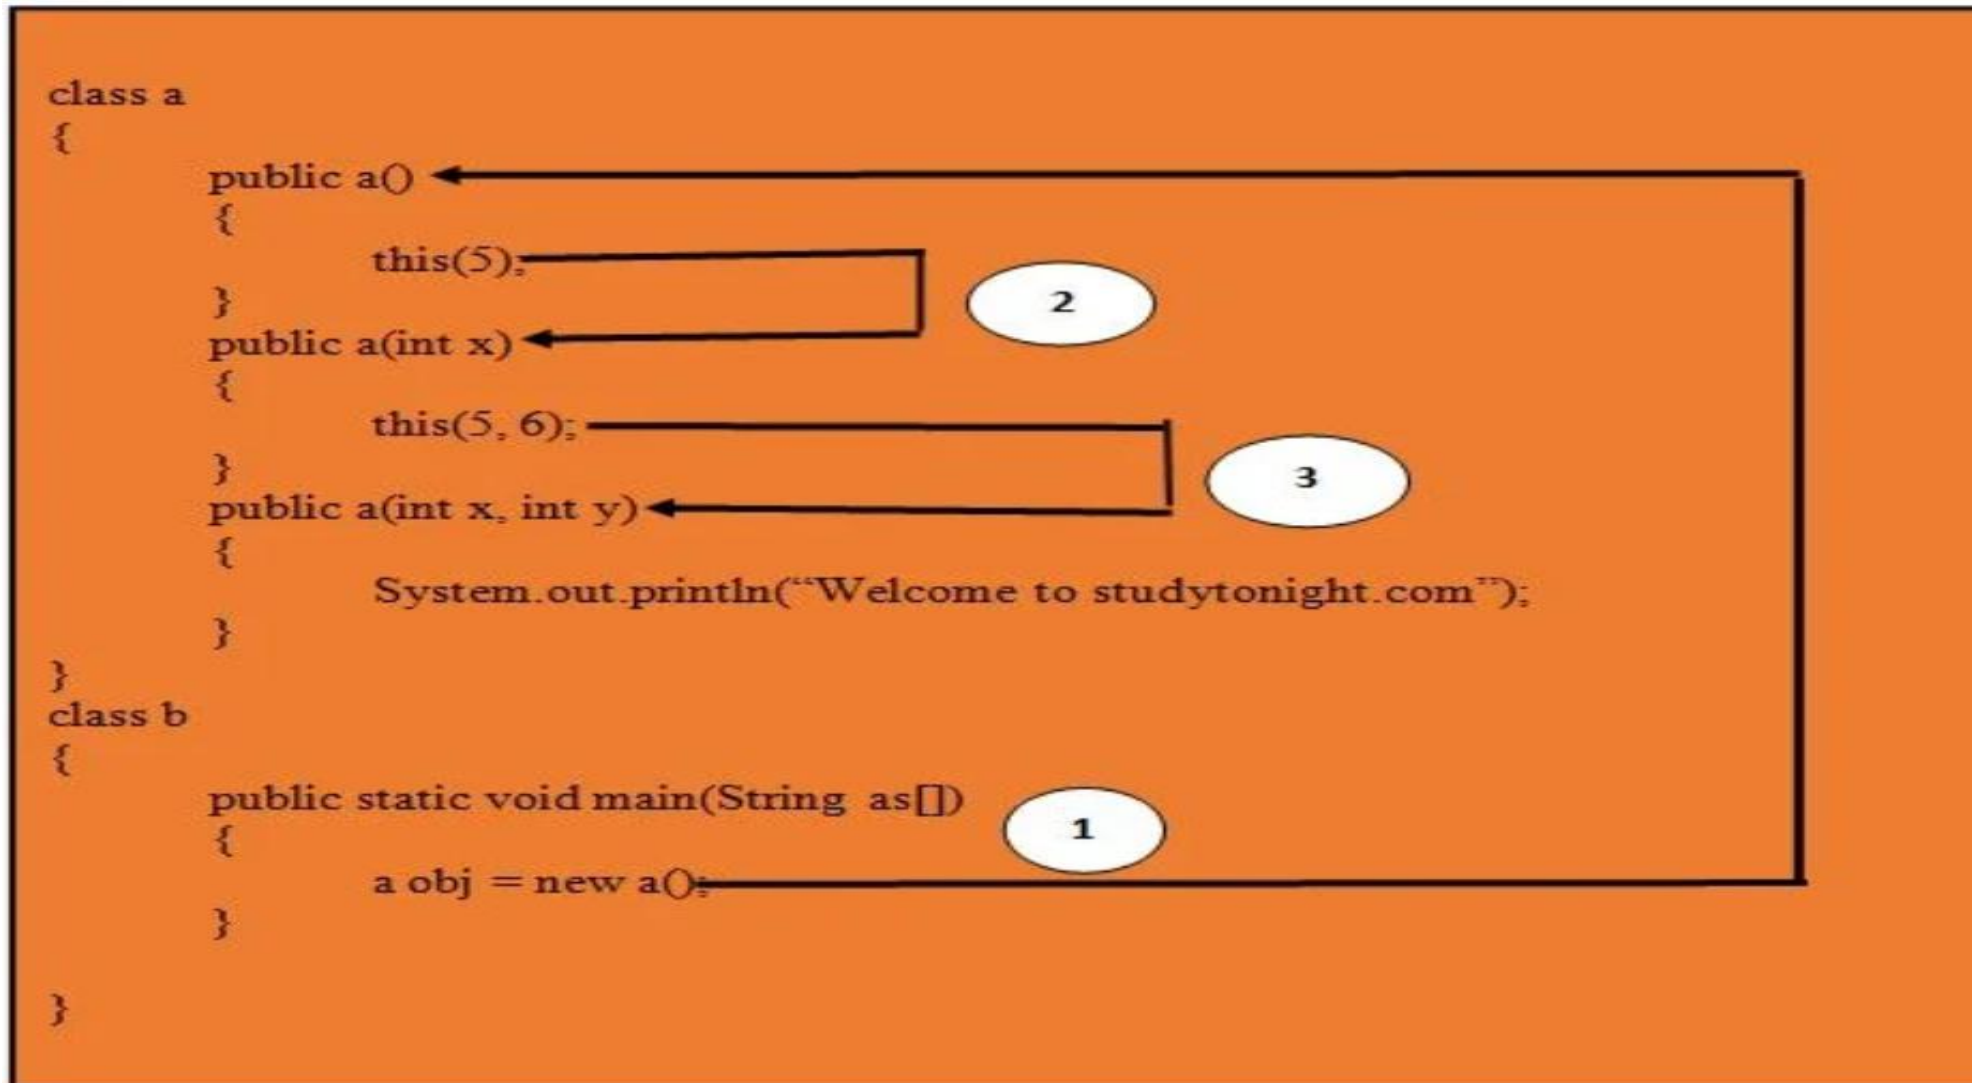 class a
{
public a()
{
this(5);
}
2
public a(int x)
{
this(5, 6);
}
3
public a(int x, int y)
{
System.out.println(“Welcome to studytonight.com”);
}
}
class b
{
public static void main(String as[])
1
{
a obj = new a();
}
}